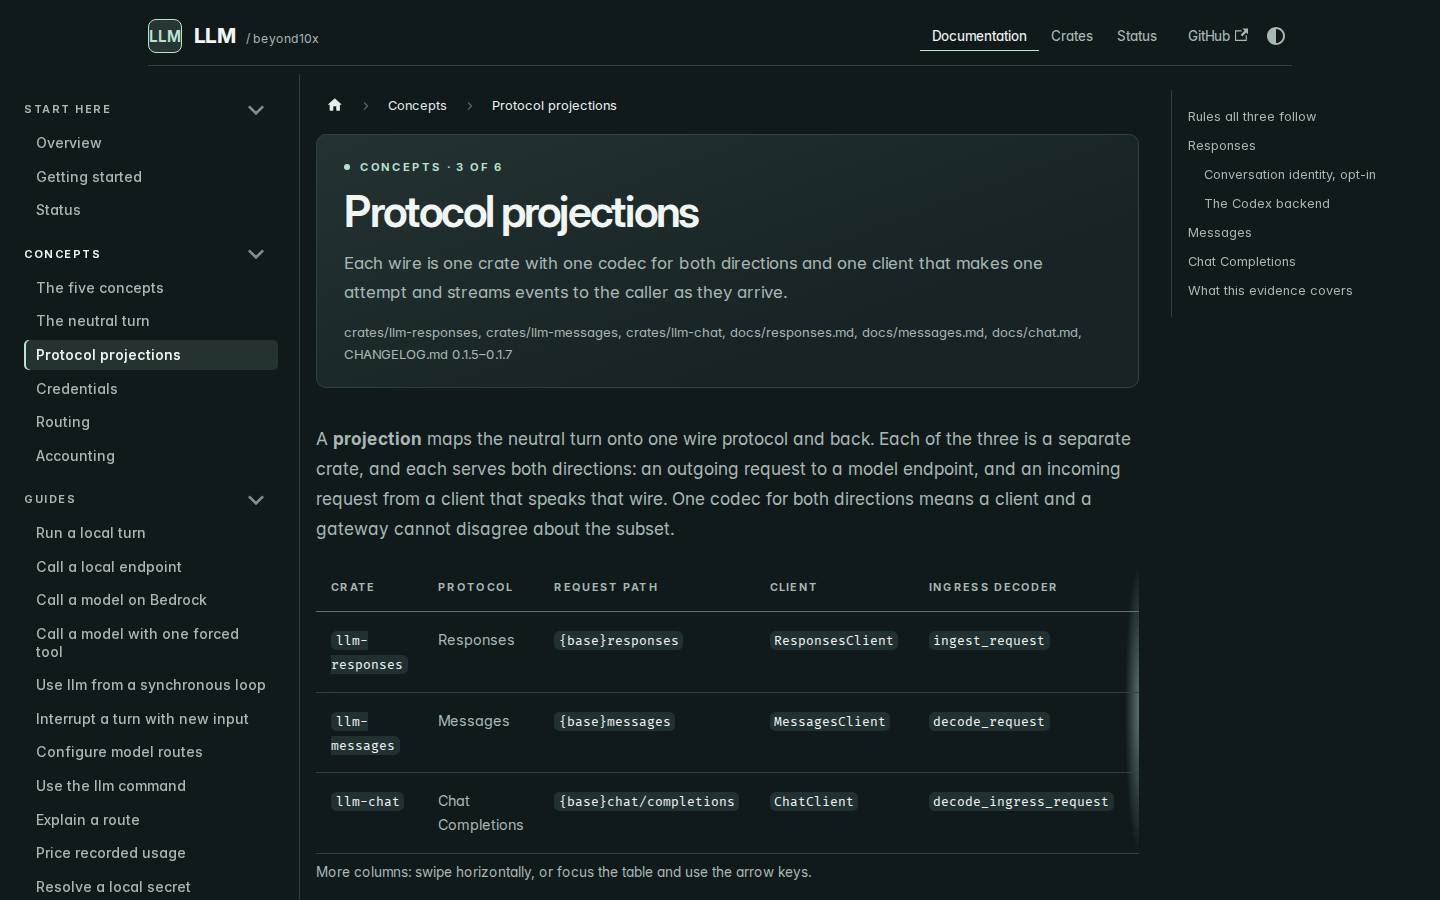 LLM LLM / beyond10x Documentation Crates Status GitHub
START HERE
Overview
Getting started
Status
CONCEPTS
The five concepts
The neutral turn
Protocol projections
Credentials
Routing
Accounting
GUIDES
Run a local turn
Call a local endpoint
Call a model on Bedrock
Call a model with one forced
tool
Use llm from a synchronous loop
Interrupt a turn with new input
Configure model routes
Use the llm command
Explain a route
Price recorded usage
Resolve a local secret
Concepts Protocol projections
CONCEPTS · 3 OF 6
Protocol projections
Each wire is one crate with one codec for both directions and one client that makes one
attempt and streams events to the caller as they arrive.
crates/llm-responses, crates/llm-messages, crates/llm-chat, docs/responses.md, docs/messages.md, docs/chat.md,
CHANGELOG.md 0.1.5–0.1.7
A projection maps the neutral turn onto one wire protocol and back. Each of the three is a separate
crate, and each serves both directions: an outgoing request to a model endpoint, and an incoming
request from a client that speaks that wire. One codec for both directions means a client and a
gateway cannot disagree about the subset.
CRATE PROTOCOL REQUEST PATH CLIENT INGRESS DECODER
llm- Responses {base}responses ResponsesClient ingest_request
responses
llm- Messages {base}messages MessagesClient decode_request
messages
llm-chat Chat {base}chat/completions ChatClient decode_ingress_request
Completions
More columns: swipe horizontally, or focus the table and use the arrow keys.
Rules all three follow
Responses
Conversation identity, opt-in
The Codex backend
Messages
Chat Completions
What this evidence covers